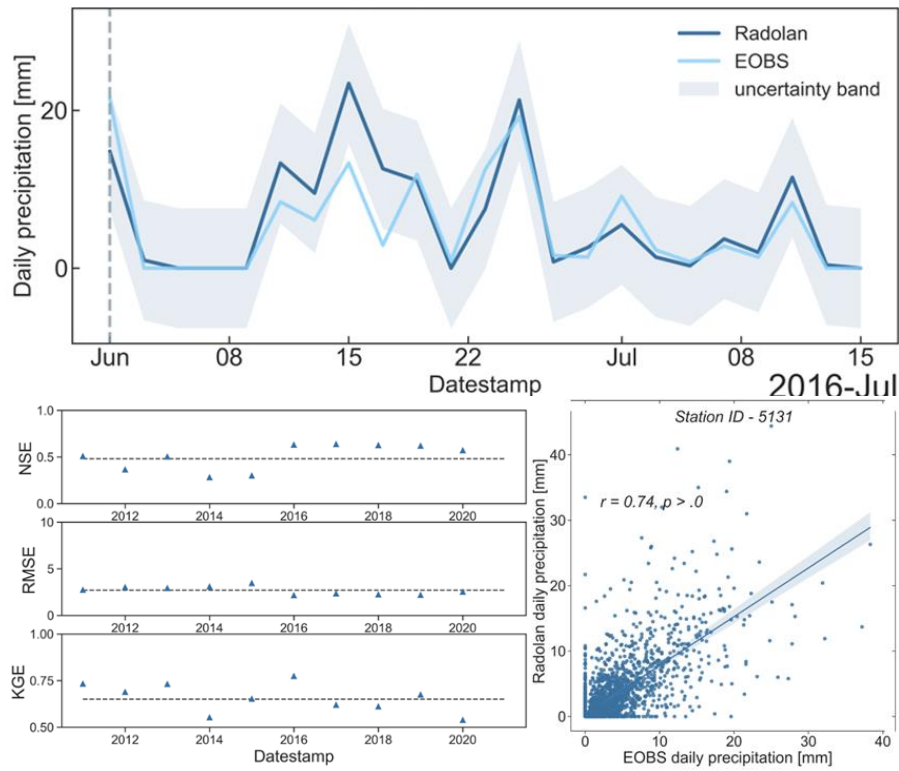 Radolan
EOBS
uncertainty band
Daily precipitation [mm]
20
0
Jun 08 15 22 Jul 08 15
Datestamp
2016-Jul
NSE
1.0
0.5
0.0
2012 2014 2016 2018 2020
RMSE
10
5
0
2012 2014 2016 2018 2020
KGE
1.00
0.75
0.50
2012 2014 2016 2018 2020
Datestamp
Station ID - 5131
r = 0.74, p > .0
Radolan daily precipitation [mm]
40
30
20
10
0
0 10 20 30 40
EOBS daily precipitation [mm]